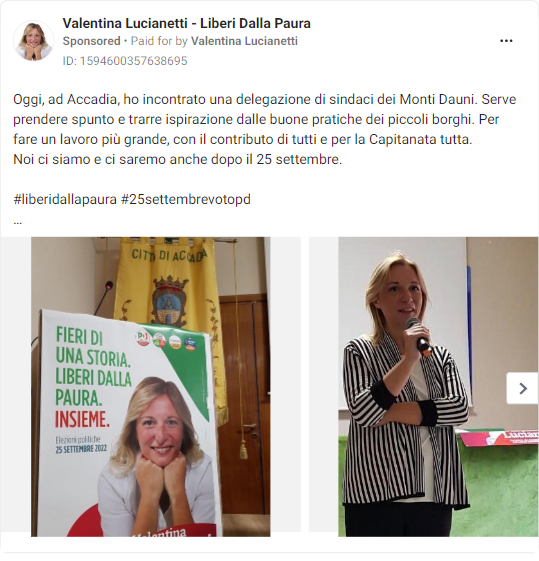 Valentina Lucianetti - Liberi Dalla Paura
Sponsored • Paid for by Valentina Lucianetti
ID: 1594600357638695
Oggi, ad Accadia, ho incontrato una delegazione di sindaci dei Monti Dauni. Serve
prendere spunto e trarre ispirazione dalle buone pratiche dei piccoli borghi. Per
fare un lavoro più grande, con il contributo di tutti e per la Capitanata tutta.
Noi ci siamo e ci saremo anche dopo il 25 settembre.
#liberidallapaura #25settembrevotopd
...
CITTÀ DI ACCADIA
PD
FIERI DI
UNA STORIA.
LIBERI DALLA
PAURA.
INSIEME.
Elezioni politiche
25 SETTEMBRE 2022
Valentina
Lucian